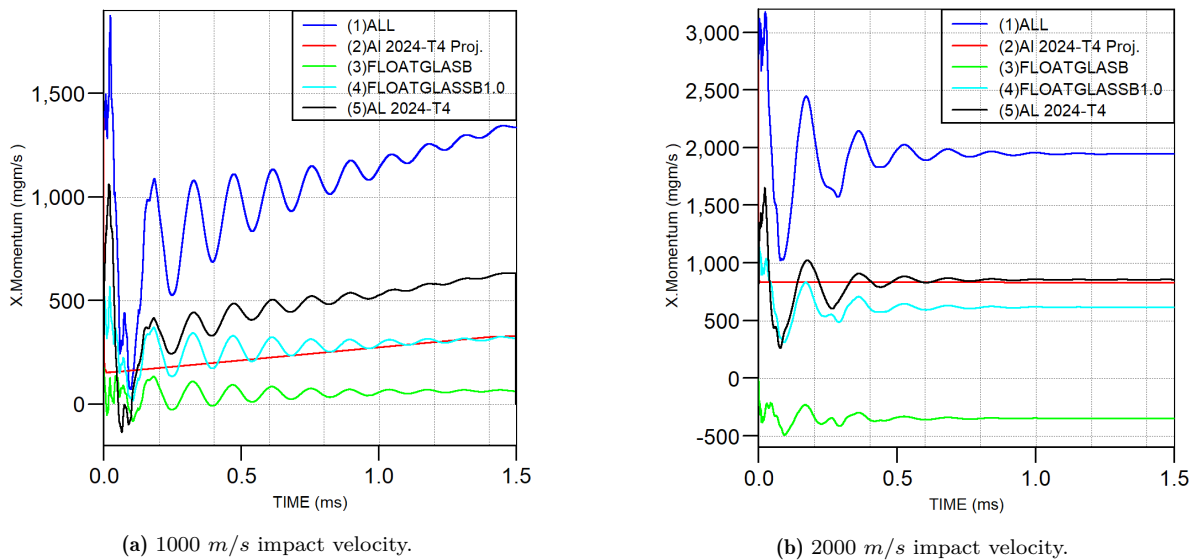 (1)ALL
(2)Al 2024-T4 Proj.
(3)FLOATGLASB
(4)FLOATGLASSB1.0
(5)AL 2024-T4
1,500
1,000
500
0
X.Momentum (mgm/s )
0.0
0.5
1.0
1.5
TIME (ms)
(a) 1000 m/s impact velocity.
(1)ALL
(2)Al 2024-T4 Proj.
(3)FLOATGLASB
(4)FLOATGLASSB1.0
(5)AL 2024-T4
3,000
2,500
2,000
1,500
1,000
500
0
-500
X.Momentum (mgm/s )
0.0
0.5
1.0
1.5
TIME (ms)
(b) 2000 m/s impact velocity.